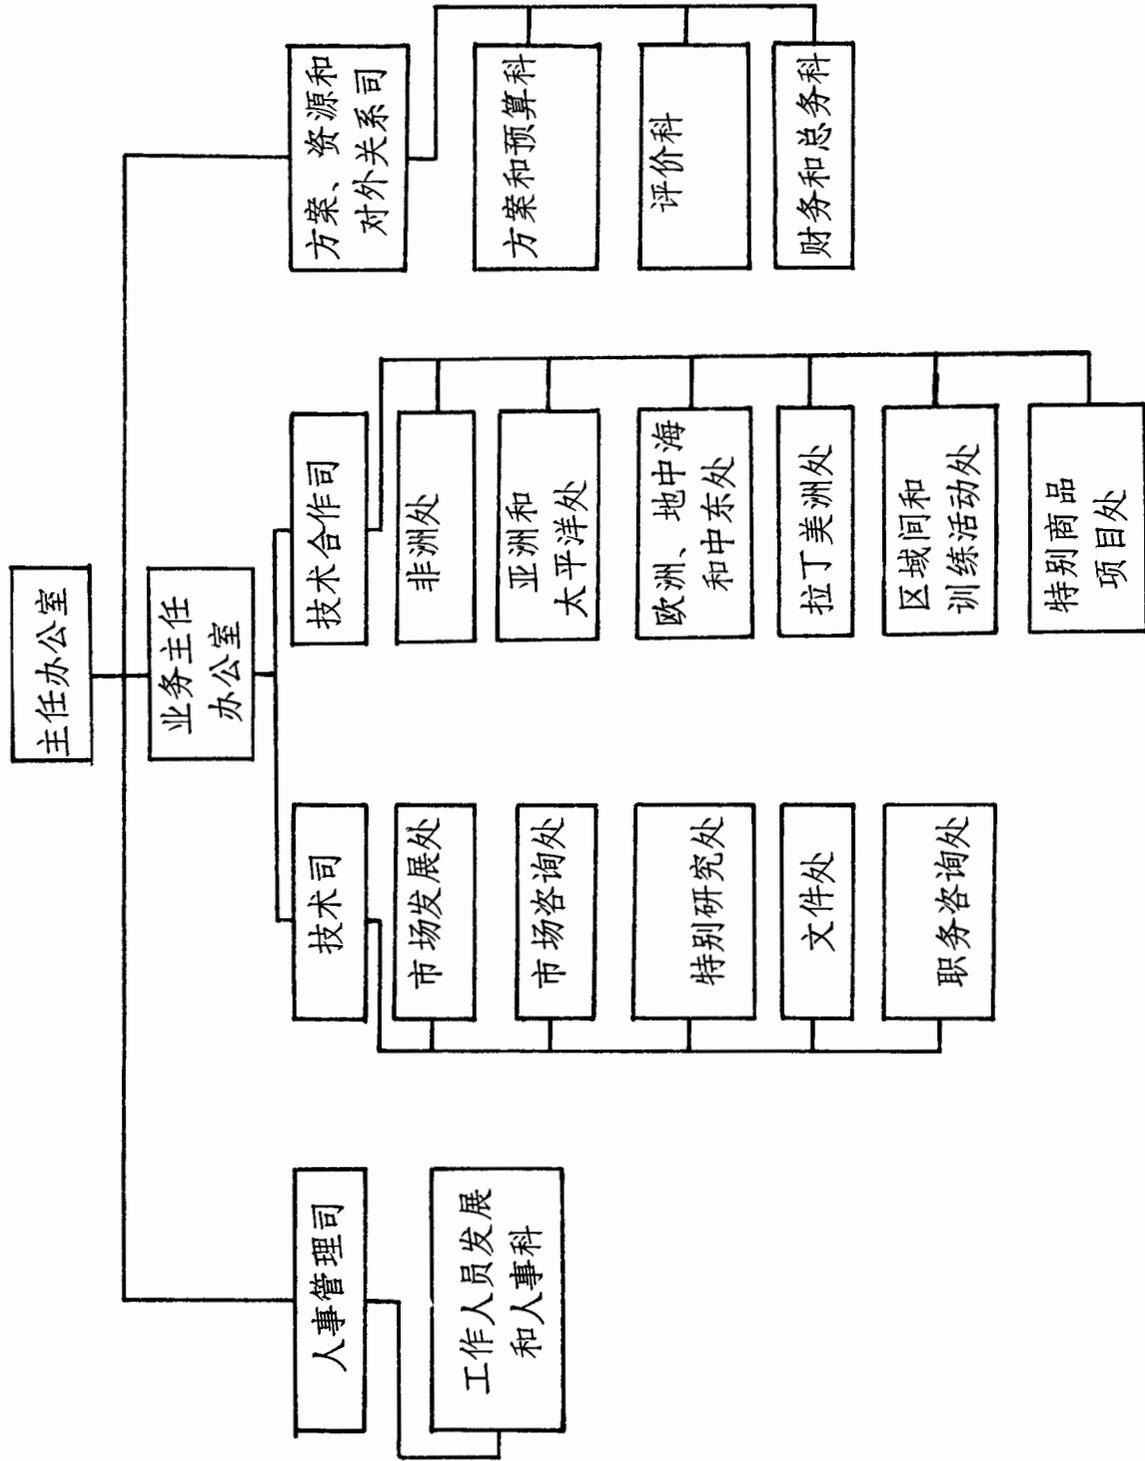 主任办公室
业务主任
办公室
人事管理司
工作人员发展
和人事科
技术司
市场发展处
市场咨询处
特别研究处
文件处
职务咨询处
技术合作司
非洲处
亚洲和
太平洋处
欧洲、地中海
和中东处
拉丁美洲处
区域间和
训练活动处
特别商品
项目处
方案、资源和
对外关系司
方案和预算科
评价科
财务和总务科